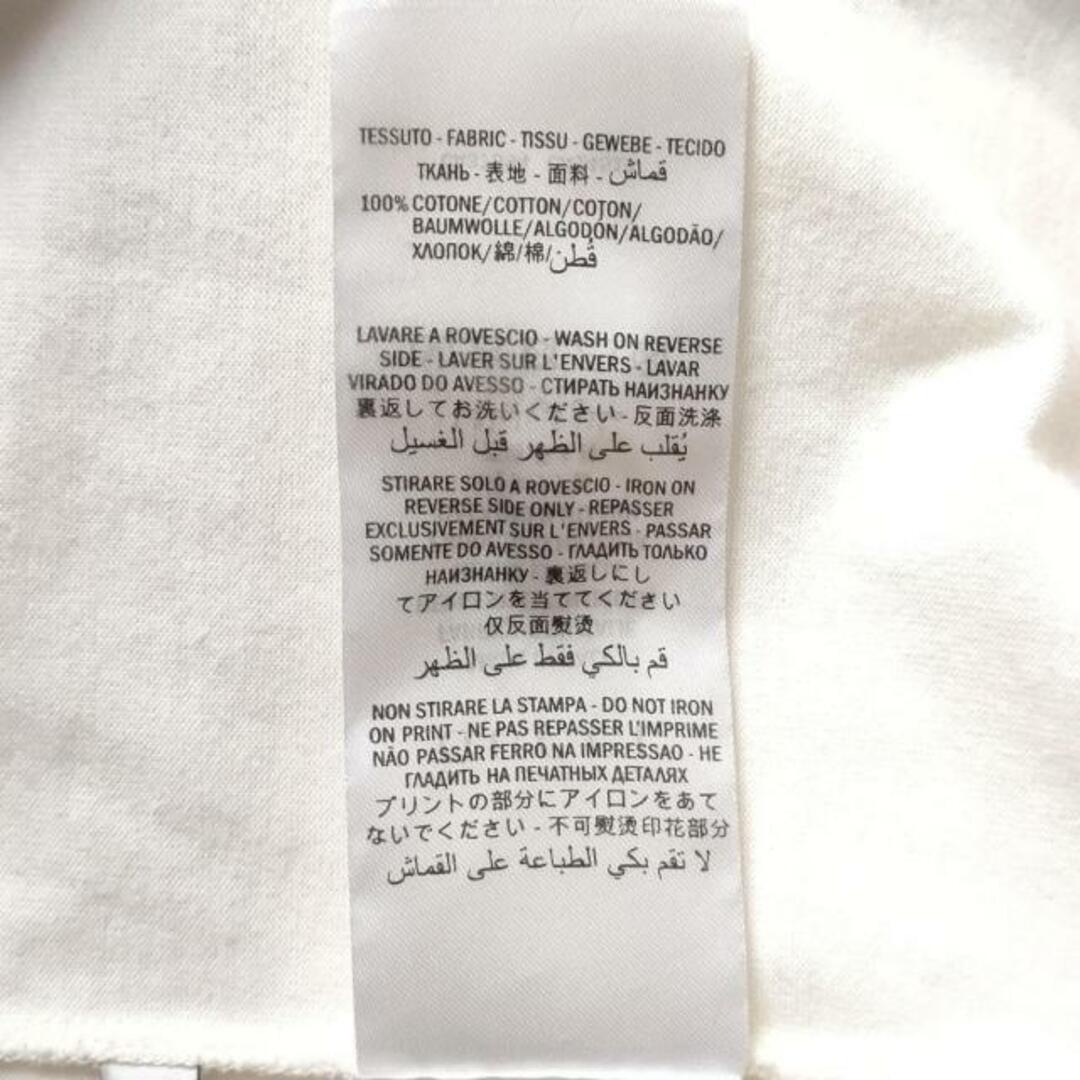 TESSUTO - FABRIC - TISSU - GEWEBE - TECIDO
ТКАНЬ - 表地 - 面料 - قماش
100% COTONE/COTTON/COTON/
BAUMWOLLE/ALGODÓN/ALGODÃO/
ХЛОПОК/綿/棉/قُطن
LAVARE A ROVESCIO - WASH ON REVERSE
SIDE - LAVER SUR L'ENVERS - LAVAR
VIRADO DO AVESSO - СТИРАТЬ НАИЗНАНКУ
裏返してお洗いください - 反面洗涤
يُقلب على الظهر قبل الغسيل
STIRARE SOLO A ROVESCIO - IRON ON
REVERSE SIDE ONLY - REPASSER
EXCLUSIVEMENT SUR L'ENVERS - PASSAR
SOMENTE DO AVESSO - ГЛАДИТЬ ТОЛЬКО
НАИЗНАНКУ - 裏返しにし
てアイロンを当ててください
仅反面熨烫
قم بالكي فقط على الظهر
NON STIRARE LA STAMPA - DO NOT IRON
ON PRINT - NE PAS REPASSER L'IMPRIME
NÃO PASSAR FERRO NA IMPRESSAO - НЕ
ГЛАДИТЬ НА ПЕЧАТНЫХ ДЕТАЛЯХ
プリントの部分にアイロンをあて
ないでください - 不可熨烫印花部分
لا تقم بكي الطباعة على القماش